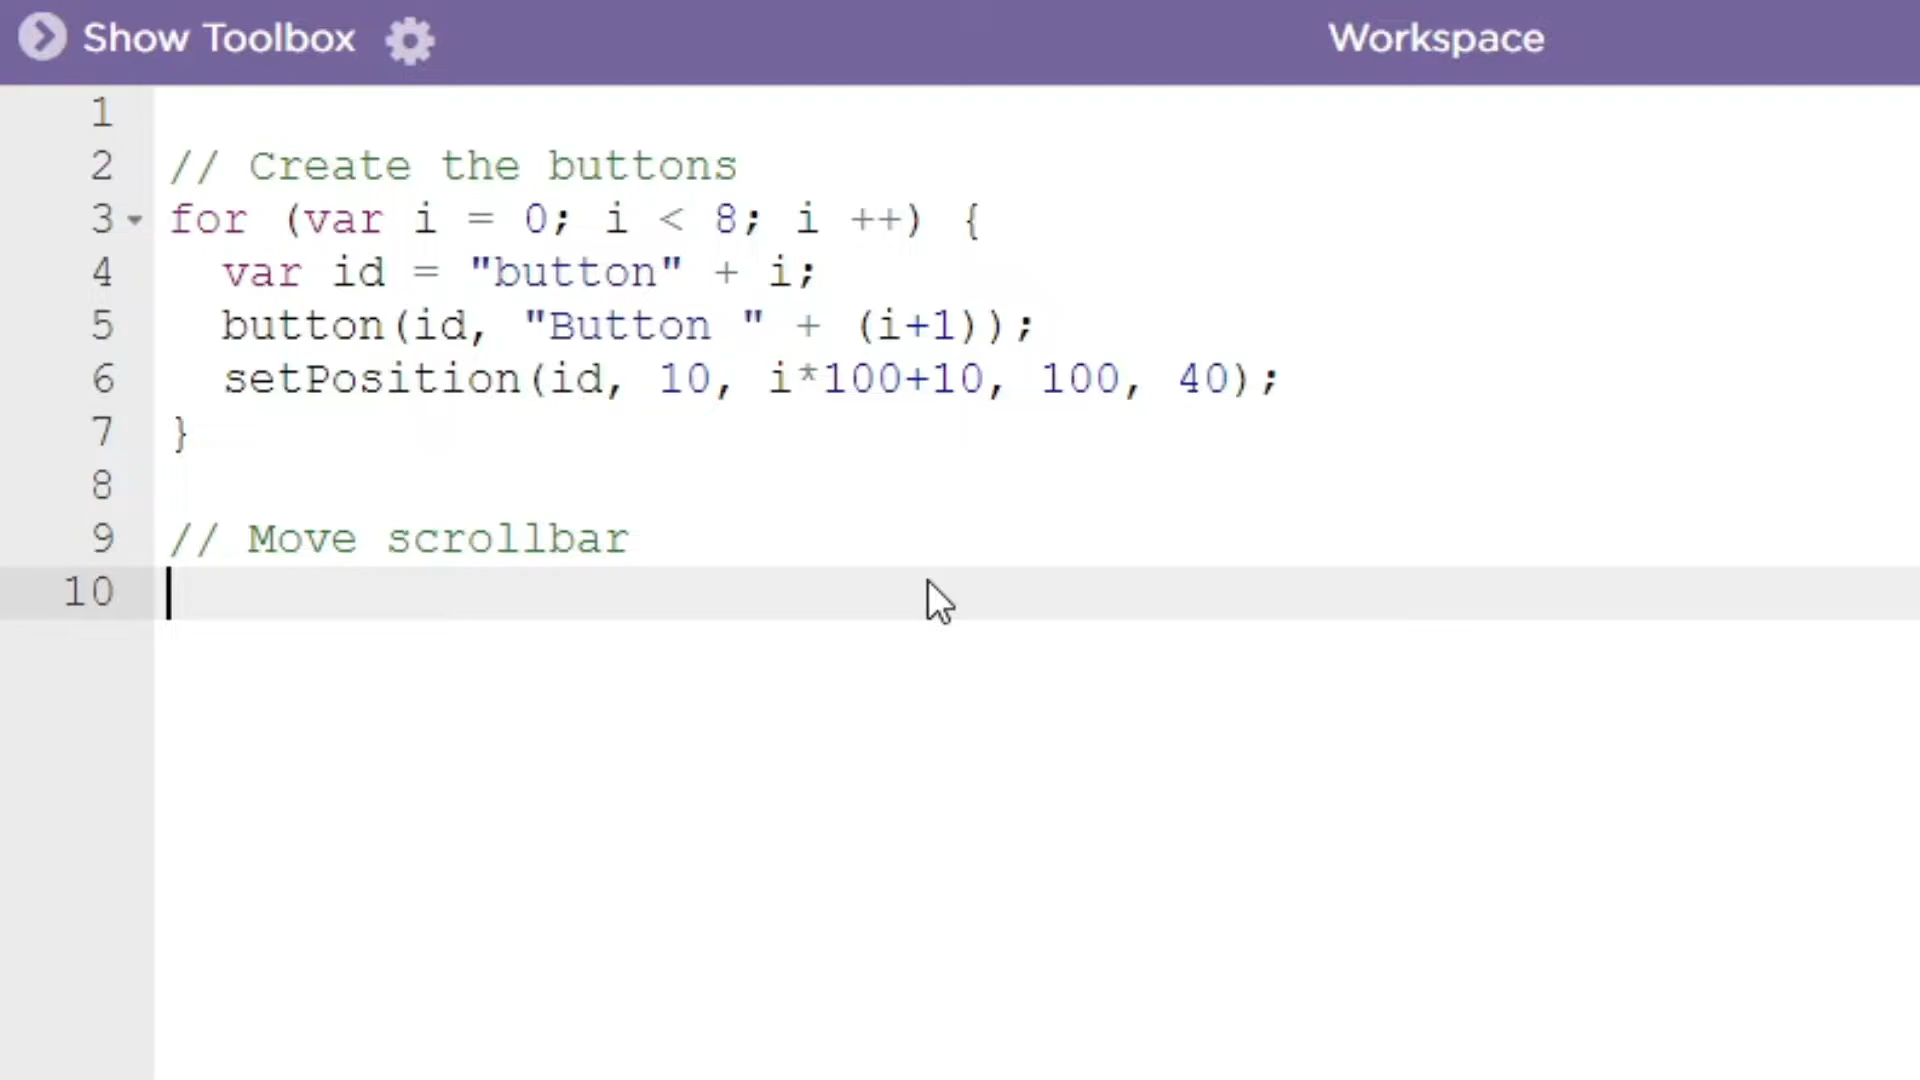 Show Toolbox
Workspace
1
2 // Create the buttons
3 for (var i = 0; i < 8; i ++) {
4   var id = "button" + i;
5   button(id, "Button " + (i+1));
6   setPosition(id, 10, i*100+10, 100, 40);
7 }
8
9 // Move scrollbar
10